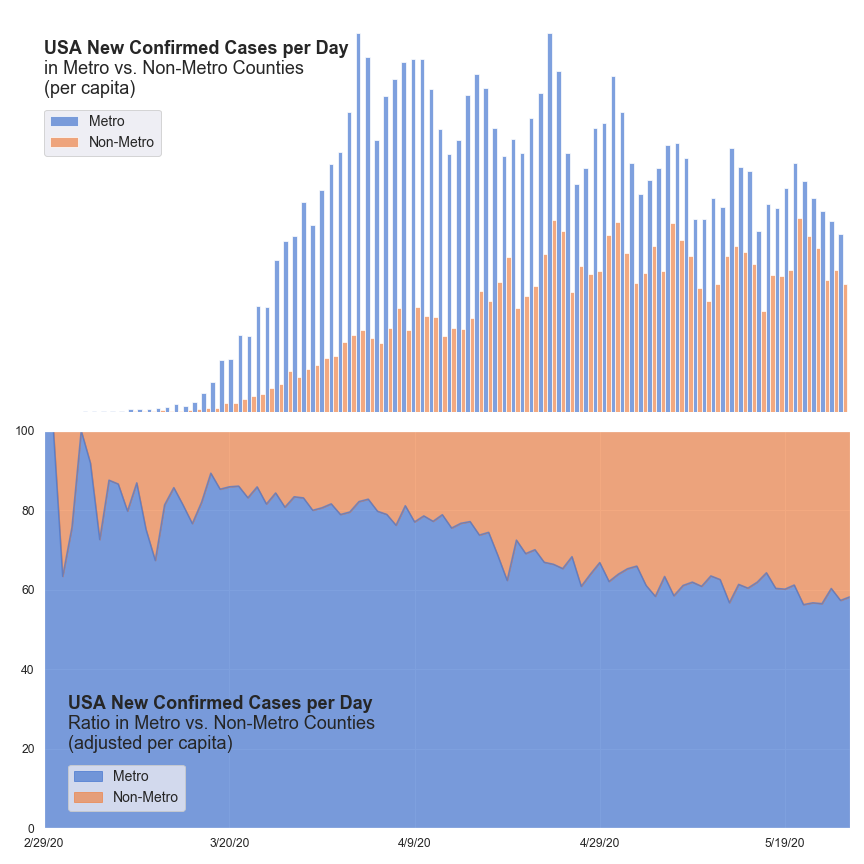 USA New Confirmed Cases per Day
in Metro vs. Non-Metro Counties
(per capita)
Metro
Non-Metro
100
80
60
40
20
0
USA New Confirmed Cases per Day
Ratio in Metro vs. Non-Metro Counties
(adjusted per capita)
Metro
Non-Metro
2/29/20 3/20/20 4/9/20 4/29/20 5/19/20